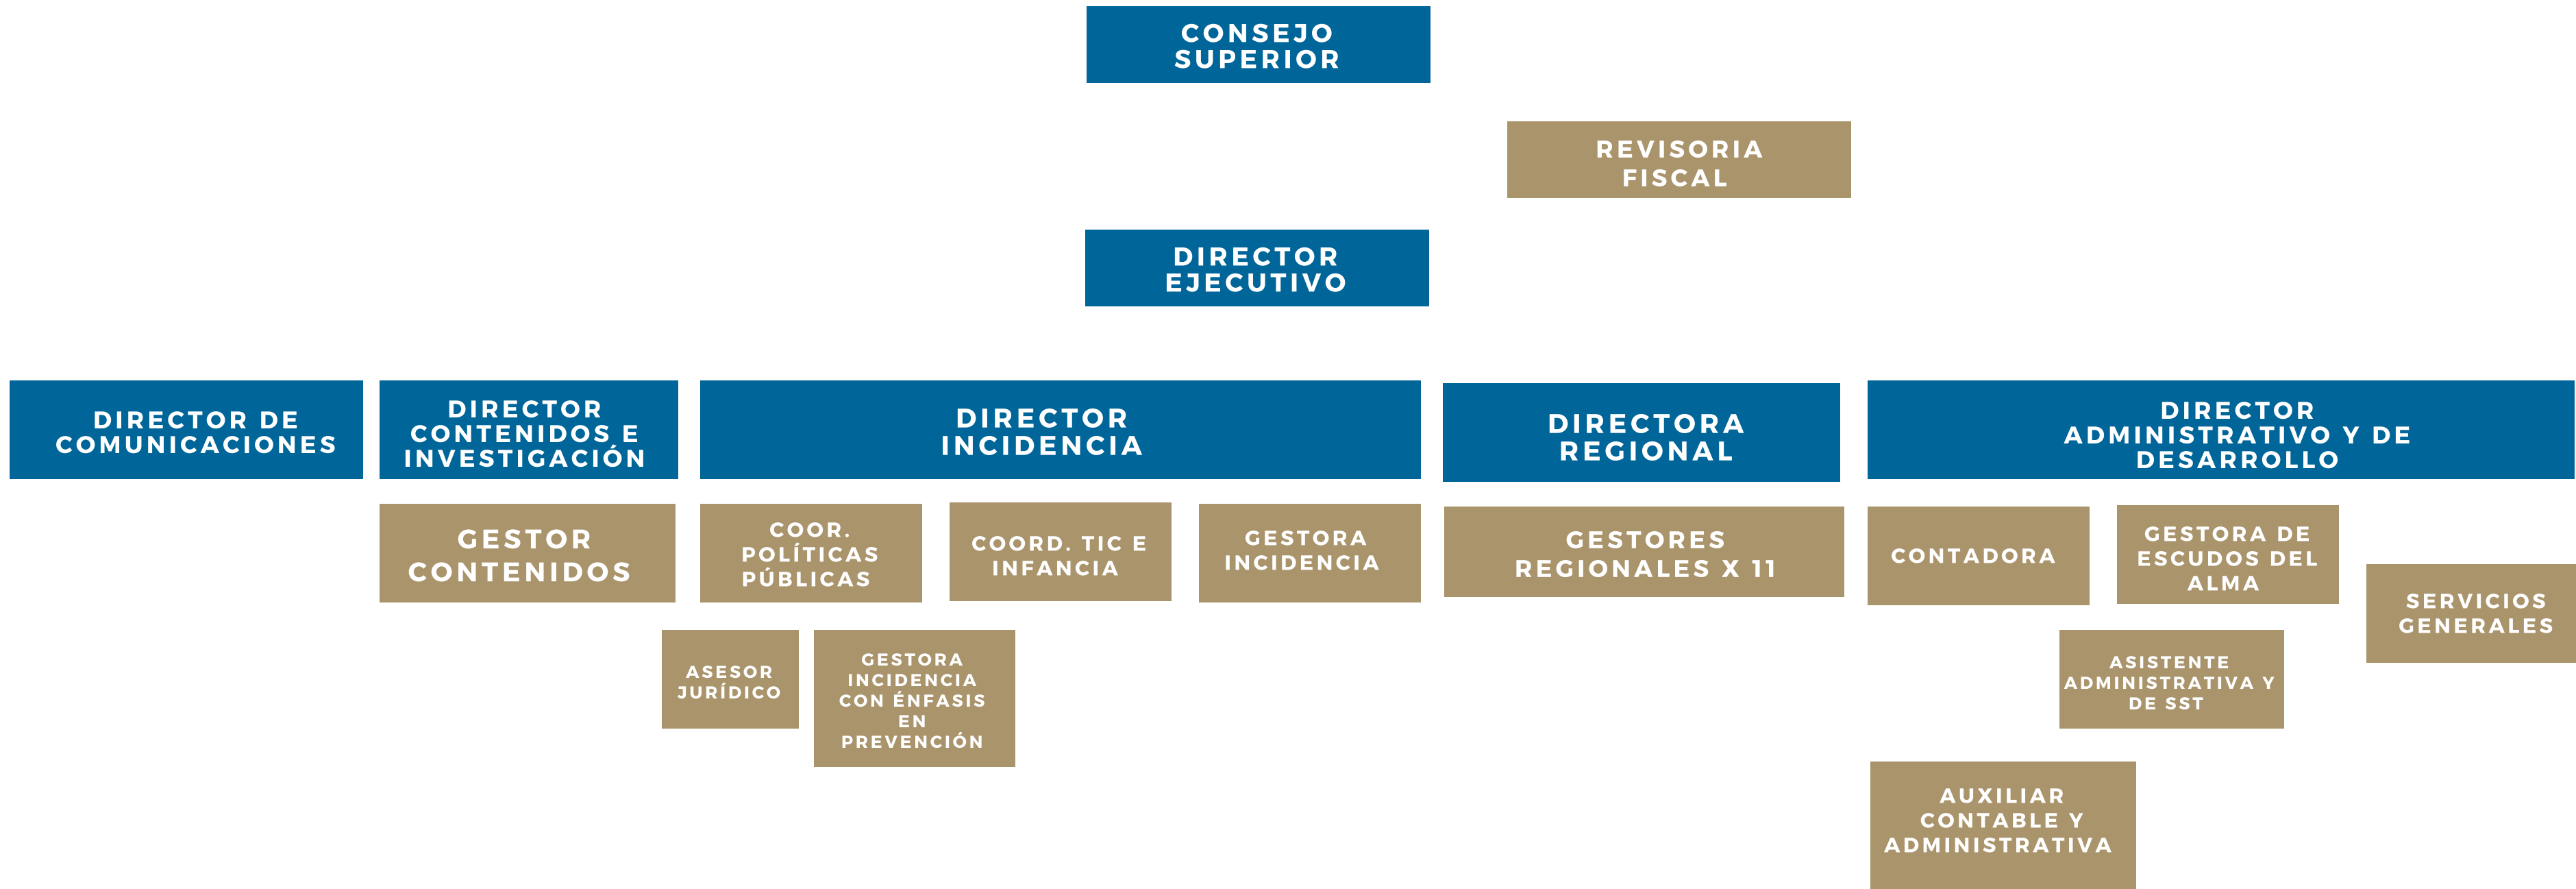 CONSEJO
SUPERIOR
REVISORIA
FISCAL
DIRECTOR
EJECUTIVO
DIRECTOR DE
COMUNICACIONES
DIRECTOR
CONTENIDOS E
INVESTIGACIÓN
DIRECTOR
INCIDENCIA
DIRECTORA
REGIONAL
DIRECTOR
ADMINISTRATIVO Y DE
DESARROLLO
GESTOR
CONTENIDOS
COOR.
POLÍTICAS
PÚBLICAS
COORD. TIC E
INFANCIA
GESTORA
INCIDENCIA
GESTORES
REGIONALES X 11
CONTADORA
GESTORA DE
ESCUDOS DEL
ALMA
SERVICIOS
GENERALES
ASESOR
JURÍDICO
GESTORA
INCIDENCIA
CON ÉNFASIS
EN
PREVENCIÓN
ASISTENTE
ADMINISTRATIVA Y
DE SST
AUXILIAR
CONTABLE Y
ADMINISTRATIVA